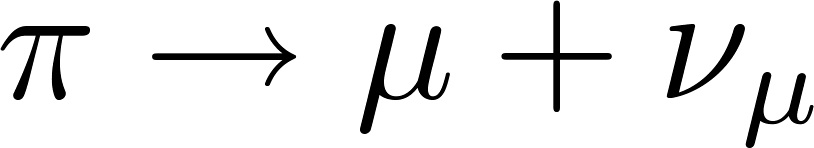 π → μ + ν_μ